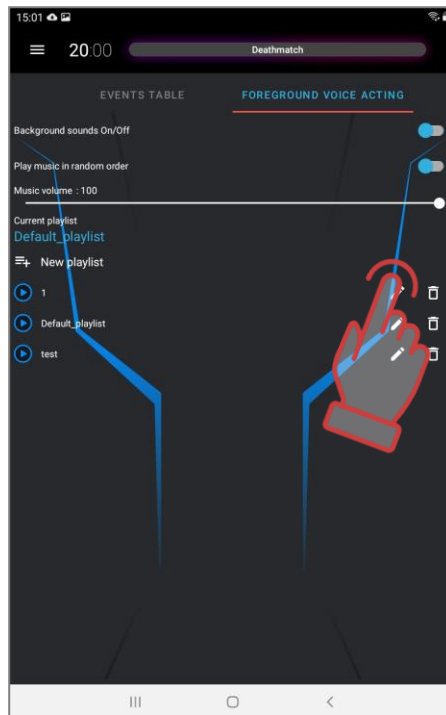 15:01
20:00
Deathmatch
EVENTS TABLE
FOREGROUND VOICE ACTING
Background sounds On/Off
Play music in random order
Music volume : 100
Current playlist
Default_playlist
New playlist
1
Default_playlist
test